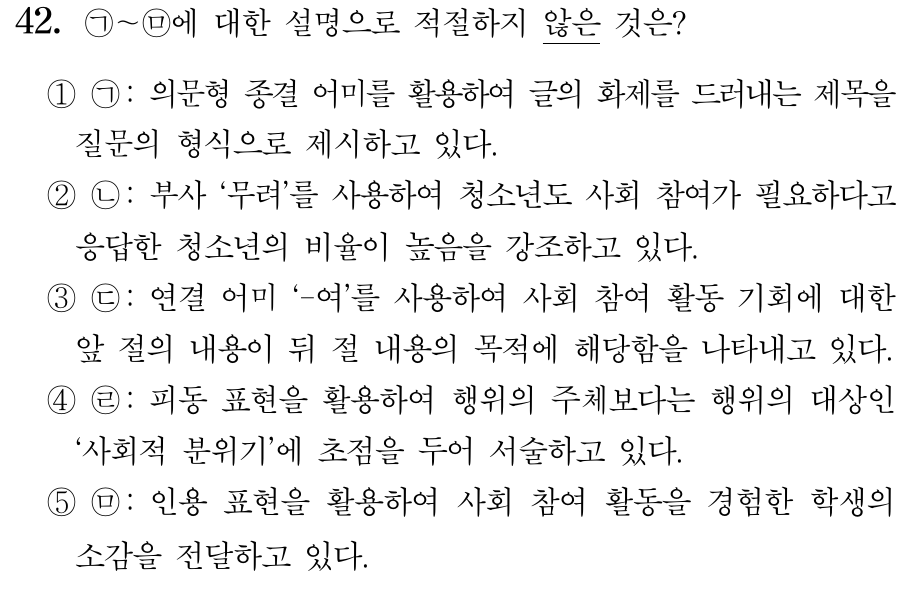 42. ㉠~㉤에 대한 설명으로 적절하지 않은 것은?
① ㉠: 의문형 종결 어미를 활용하여 글의 화제를 드러내는 제목을
질문의 형식으로 제시하고 있다.
② ㉡: 부사 ‘무려’를 사용하여 청소년도 사회 참여가 필요하다고
응답한 청소년의 비율이 높음을 강조하고 있다.
③ ㉢: 연결 어미 ‘-여’를 사용하여 사회 참여 활동 기회에 대한
앞 절의 내용이 뒤 절 내용의 목적에 해당함을 나타내고 있다.
④ ㉣: 피동 표현을 활용하여 행위의 주체보다는 행위의 대상인
‘사회적 분위기’에 초점을 두어 서술하고 있다.
⑤ ㉤: 인용 표현을 활용하여 사회 참여 활동을 경험한 학생의
소감을 전달하고 있다.